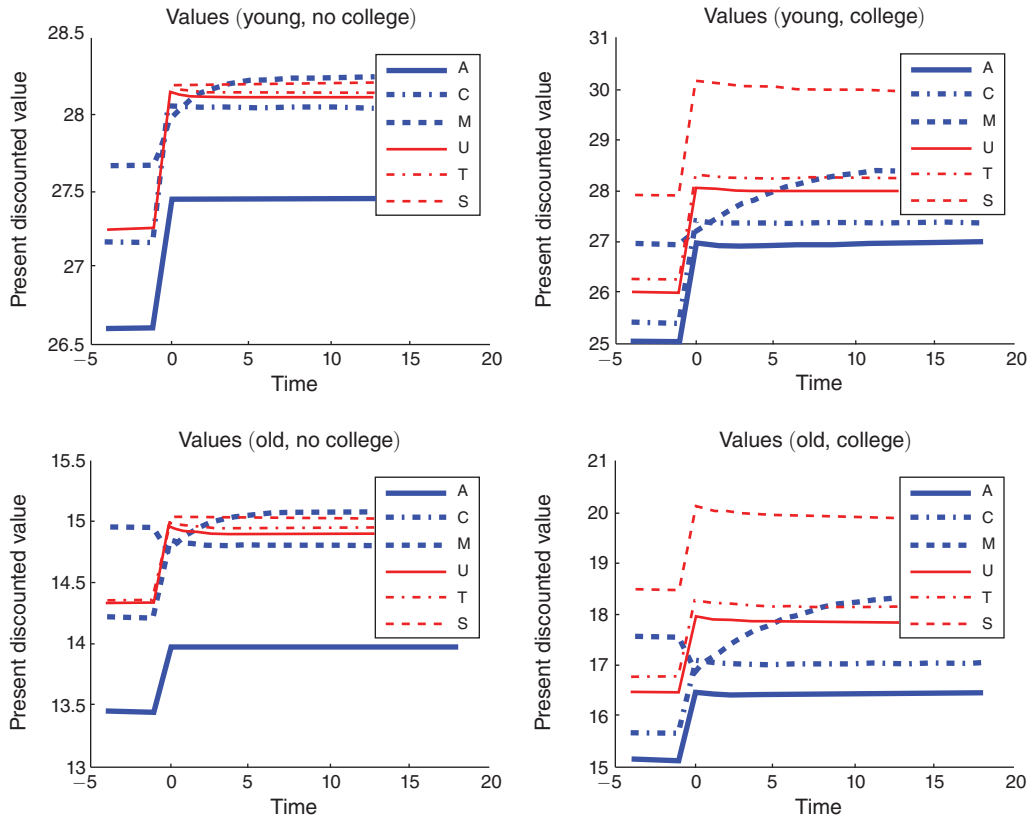 Values (young, no college)
Present discounted value
28.5
28
27.5
27
26.5
−5
0
5
10
15
20
Time
A
C
M
U
T
S
Values (young, college)
Present discounted value
31
30
29
28
27
26
25
−5
0
5
10
15
20
Time
A
C
M
U
T
S
Values (old, no college)
Present discounted value
15.5
15
14.5
14
13.5
13
−5
0
5
10
15
20
Time
A
C
M
U
T
S
Values (old, college)
Present discounted value
21
20
19
18
17
16
15
−5
0
5
10
15
20
Time
A
C
M
U
T
S